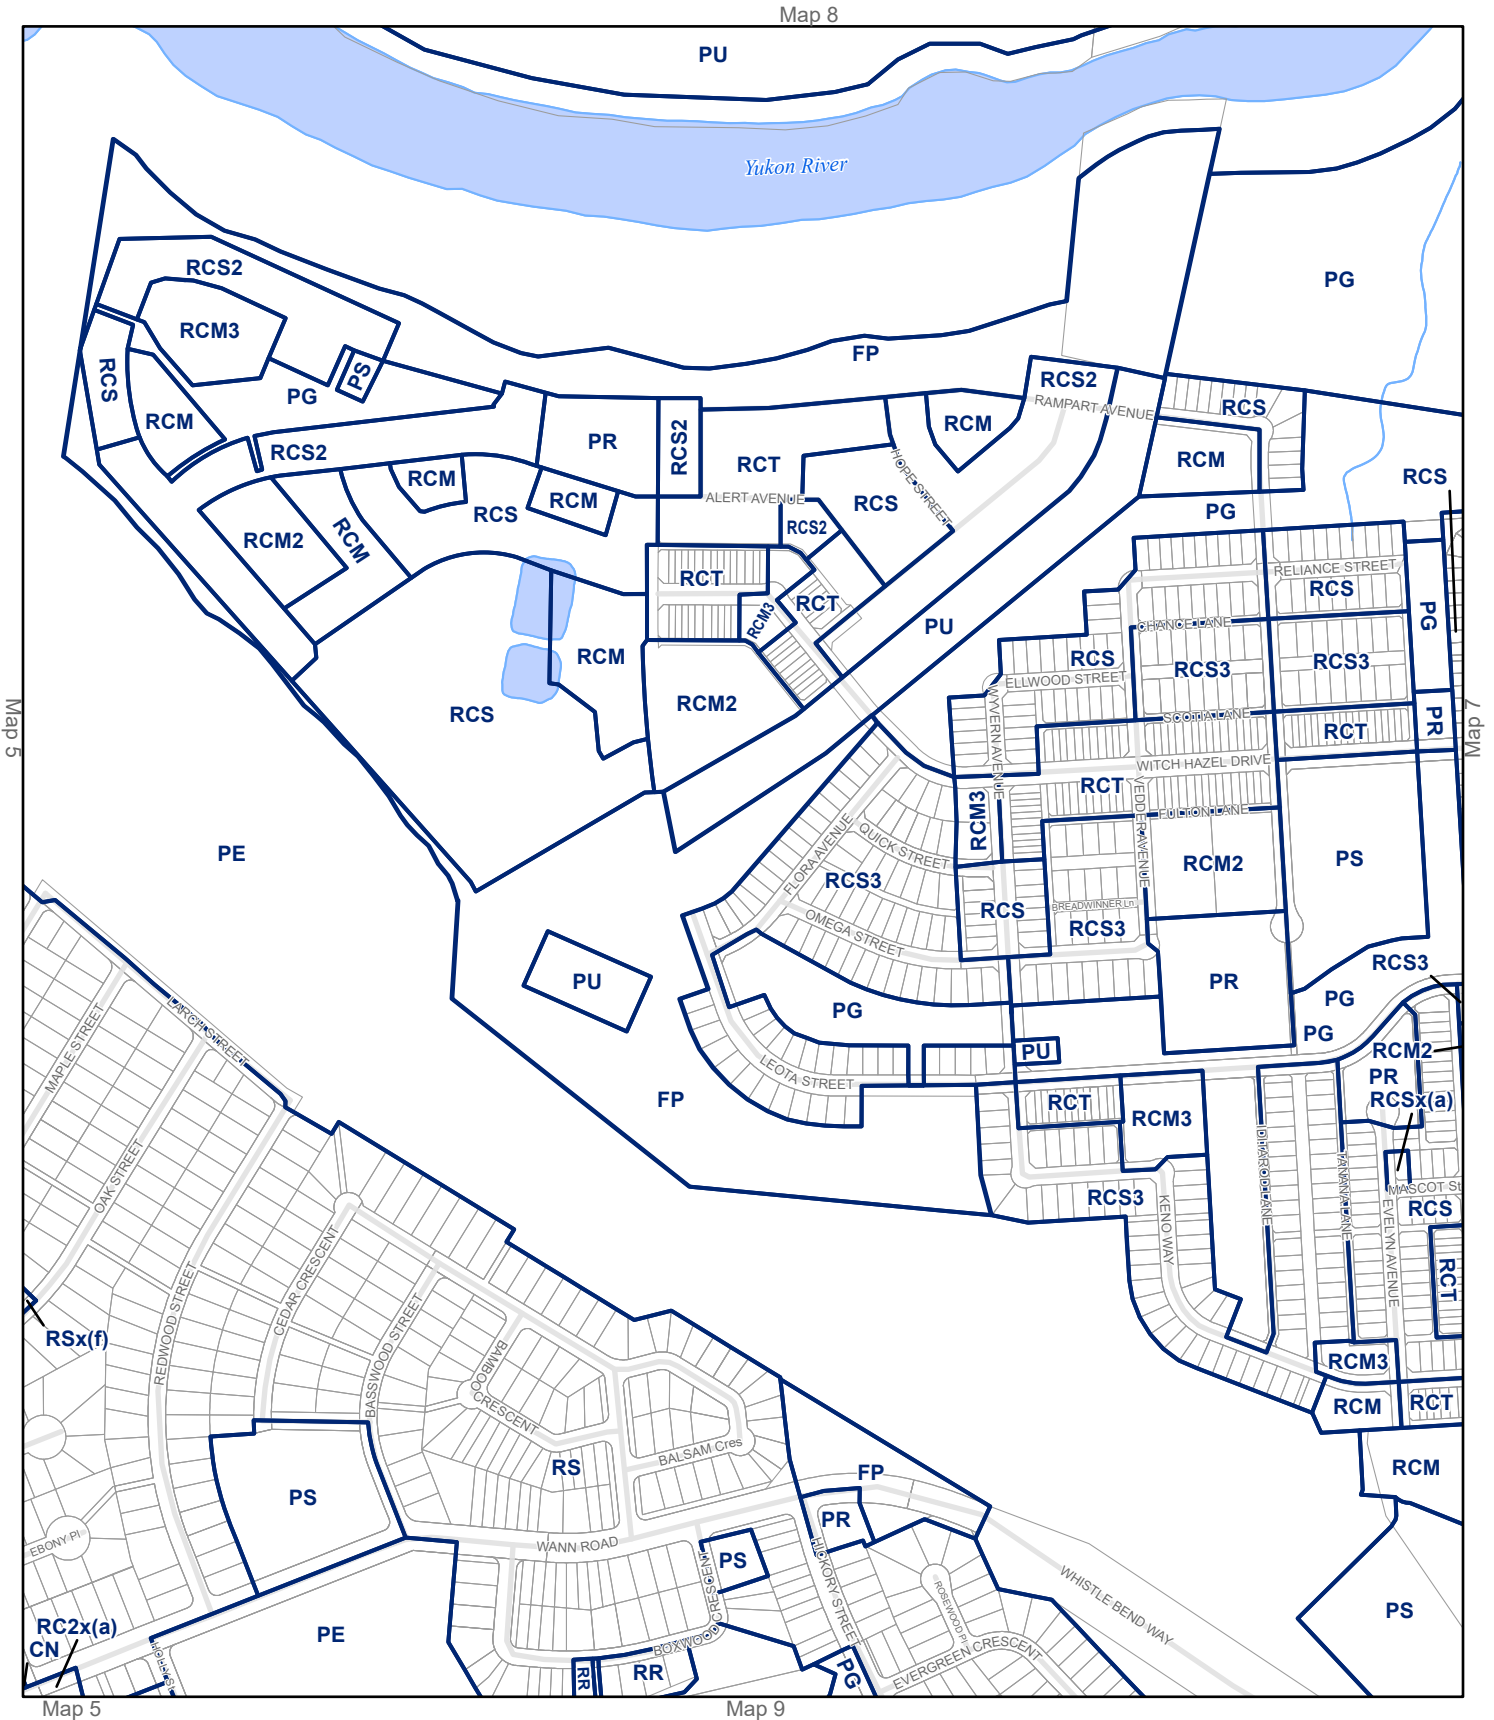 Map 8
PU
Yukon River
RCS2
PG
RCM3
FP
RCS
PS
PG
RCS2
RCS
RAMPART AVENUE
RCM
RCM
PR
RCS2
RCS2
RCT
HOPE STREET
RCM
RCS
RCM
RCM
RCS
ALERT AVENUE
RCS
PG
RCS2
RCM2
RCM
RELIANCE STREET
RCT
RCS
RCT
RCM3
PG
CHANCE LANE
PU
RCM
RCS
RCS3
RCS3
ELLWOOD STREET
RCM2
WYVERN AVENUE
RCS
SCOTIA LANE
PR
RCT
Map 5
Map 7
WITCH HAZEL DRIVE
RCT
VEDDER AVENUE
FULTON LANE
RCM3
FLORA AVENUE
QUICK STREET
PE
PS
RCM2
RCS3
BREADWINNER Ln
RCS
OMEGA STREET
RCS3
RCS3
PU
PR
PG
PG
MAPLE STREET
LARCH STREET
PG
PU
RCM2
LEOTA STREET
PR
FP
RCT
RCSx(a)
RCM3
OAK STREET
IDITAROD LANE
TANANA LANE
MASCOT St
RCS3
RCS
KENO WAY
EVELYN AVENUE
CEDAR CRESCENT
RCT
REDWOOD STREET
BASSWOOD STREET
RSx(f)
BAMBOO
CRESCENT
RCM3
RCM
RCT
BALSAM Cres
RS
FP
RCM
PS
PR
EBONY Pl
WANN ROAD
HICKORY STREET
PS
BOXWOOD CRESCENT
ROSEWOOD Pl
WHISTLE BEND WAY
PS
RC2x(a)
PE
CN
HOLLY St
EVERGREEN CRESCENT
RR
RR
PG
Map 5
Map 9